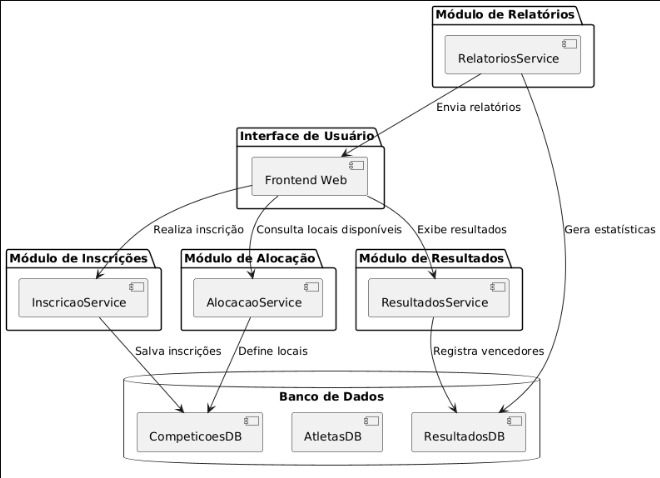 Módulo de Relatórios
RelatoriosService
Envia relatórios
Interface de Usuário
Frontend Web
Realiza inscrição
Consulta locais disponíveis
Exibe resultados
Gera estatísticas
Módulo de Inscrições
Módulo de Alocação
Módulo de Resultados
InscricaoService
AlocacaoService
ResultadosService
Salva inscrições
Define locais
Registra vencedores
Banco de Dados
CompeticoesDB
AtletasDB
ResultadosDB